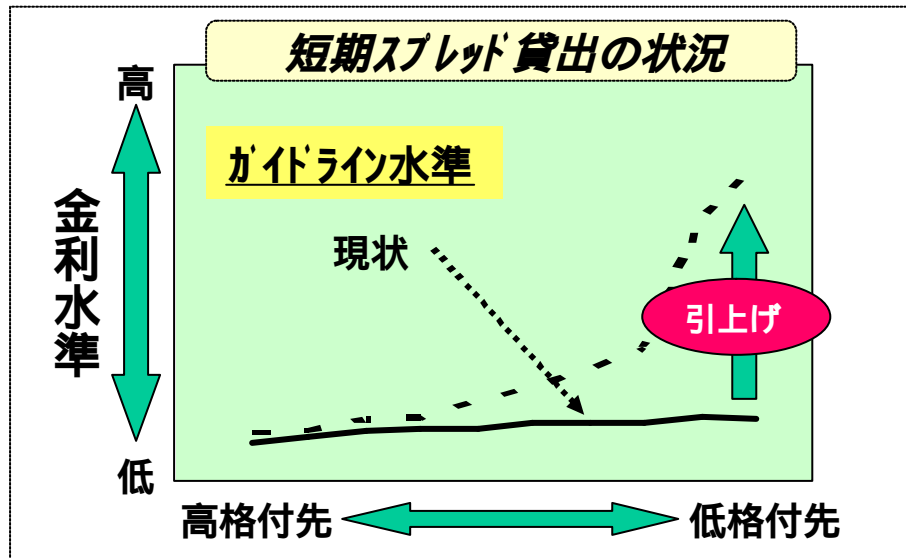 短期ｽﾌﾟﾚｯﾄﾞ貸出の状況
高
ｶﾞｲﾄﾞﾗｲﾝ水準
金利水準
現状
引上げ
低
高格付先
低格付先